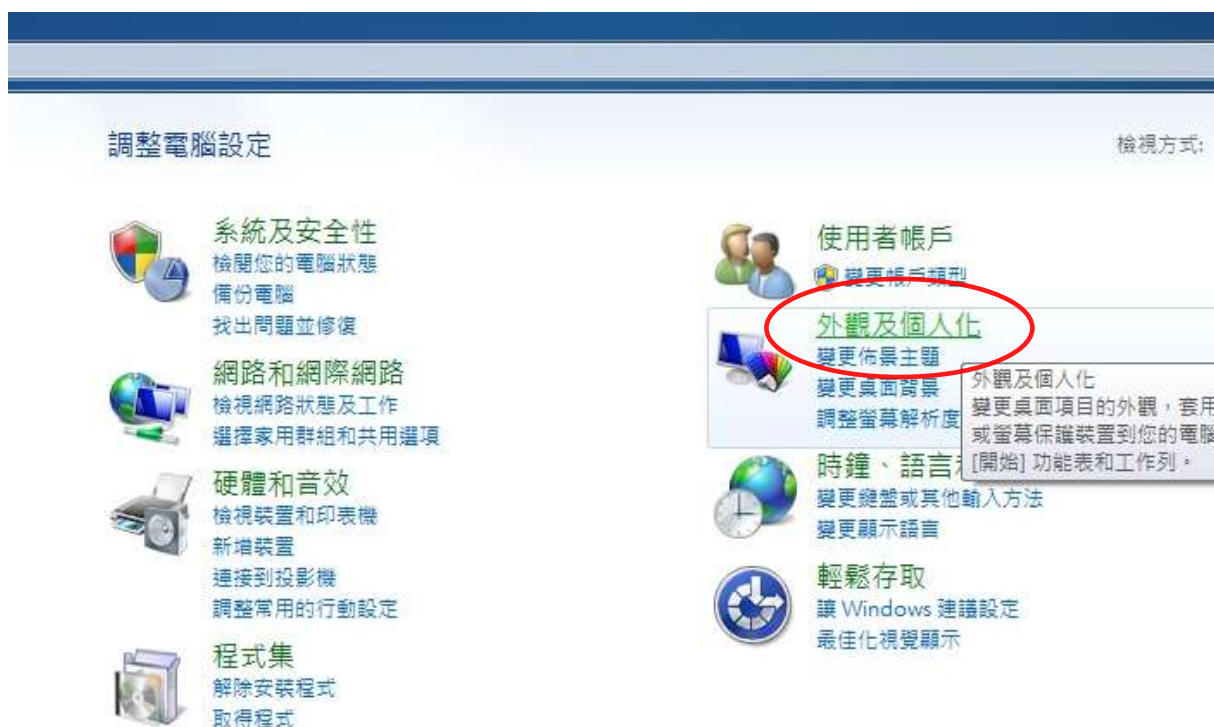 調整電腦設定
檢視方式:
系統及安全性
檢閱您的電腦狀態
備份電腦
找出問題並修復
網路和網際網路
檢視網路狀態及工作
選擇家用群組和共用選項
硬體和音效
檢視裝置和印表機
新增裝置
連接到投影機
調整常用的行動設定
程式集
解除安裝程式
取得程式
使用者帳戶
變更帳戶類型
外觀及個人化
變更佈景主題
變更桌面背景
調整螢幕解析度
外觀及個人化
變更桌面項目的外觀，套用
或螢幕保護裝置到您的電腦
[開始] 功能表和工作列。
時鐘、語言
變更鍵盤或其他輸入方法
變更顯示語言
輕鬆存取
讓 Windows 建議設定
最佳化視覺顯示